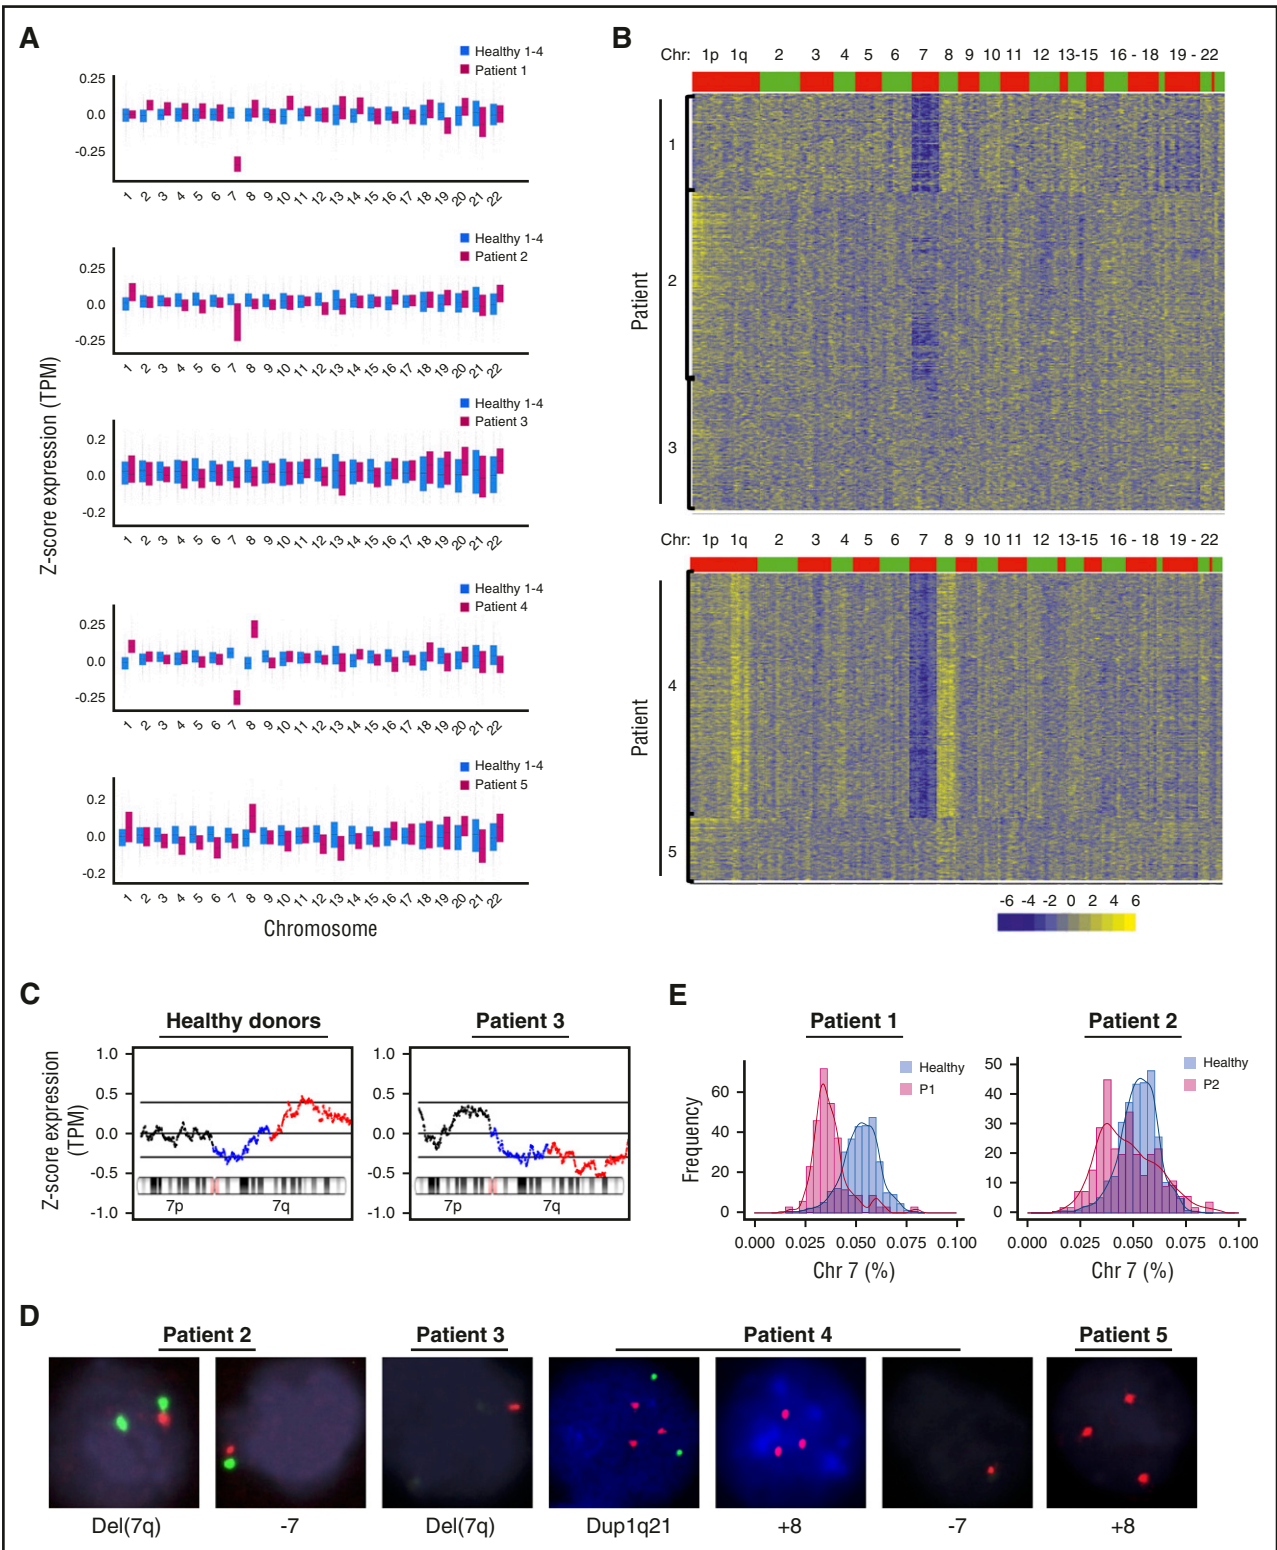 A
Healthy 1-4
Patient 1
0.25
0.0
-0.25
1 2 3 4 5 6 7 8 9 10 11 12 13 14 15 16 17 18 19 20 21 22
Healthy 1-4
Patient 2
0.25
0.0
-0.25
1 2 3 4 5 6 7 8 9 10 11 12 13 14 15 16 17 18 19 20 21 22
Healthy 1-4
Patient 3
0.2
0.0
-0.2
1 2 3 4 5 6 7 8 9 10 11 12 13 14 15 16 17 18 19 20 21 22
Healthy 1-4
Patient 4
0.25
0.0
-0.25
1 2 3 4 5 6 7 8 9 10 11 12 13 14 15 16 17 18 19 20 21 22
Healthy 1-4
Patient 5
0.2
0.0
-0.2
1 2 3 4 5 6 7 8 9 10 11 12 13 14 15 16 17 18 19 20 21 22
Z-score expression (TPM)
Chromosome
B
Chr: 1p 1q 2 3 4 5 6 7 8 9 10 11 12 13-15 16 - 18 19 - 22
1
2
3
Patient
Chr: 1p 1q 2 3 4 5 6 7 8 9 10 11 12 13-15 16 - 18 19 - 22
4
5
Patient
-6 -4 -2 0 2 4 6
C
Healthy donors
Patient 3
Z-score expression
(TPM)
1.0
0.5
0.0
-0.5
-1.0
7p 7q
1.0
0.5
0.0
-0.5
-1.0
7p 7q
E
Patient 1
Patient 2
Healthy
P1
Frequency
60
40
20
0
0.000 0.025 0.050 0.075 0.100
Chr 7 (%)
Healthy
P2
50
40
30
20
10
0
0.000 0.025 0.050 0.075 0.100
Chr 7 (%)
D
Patient 2
Patient 3
Patient 4
Patient 5
Del(7q)
-7
Del(7q)
Dup1q21
+8
-7
+8